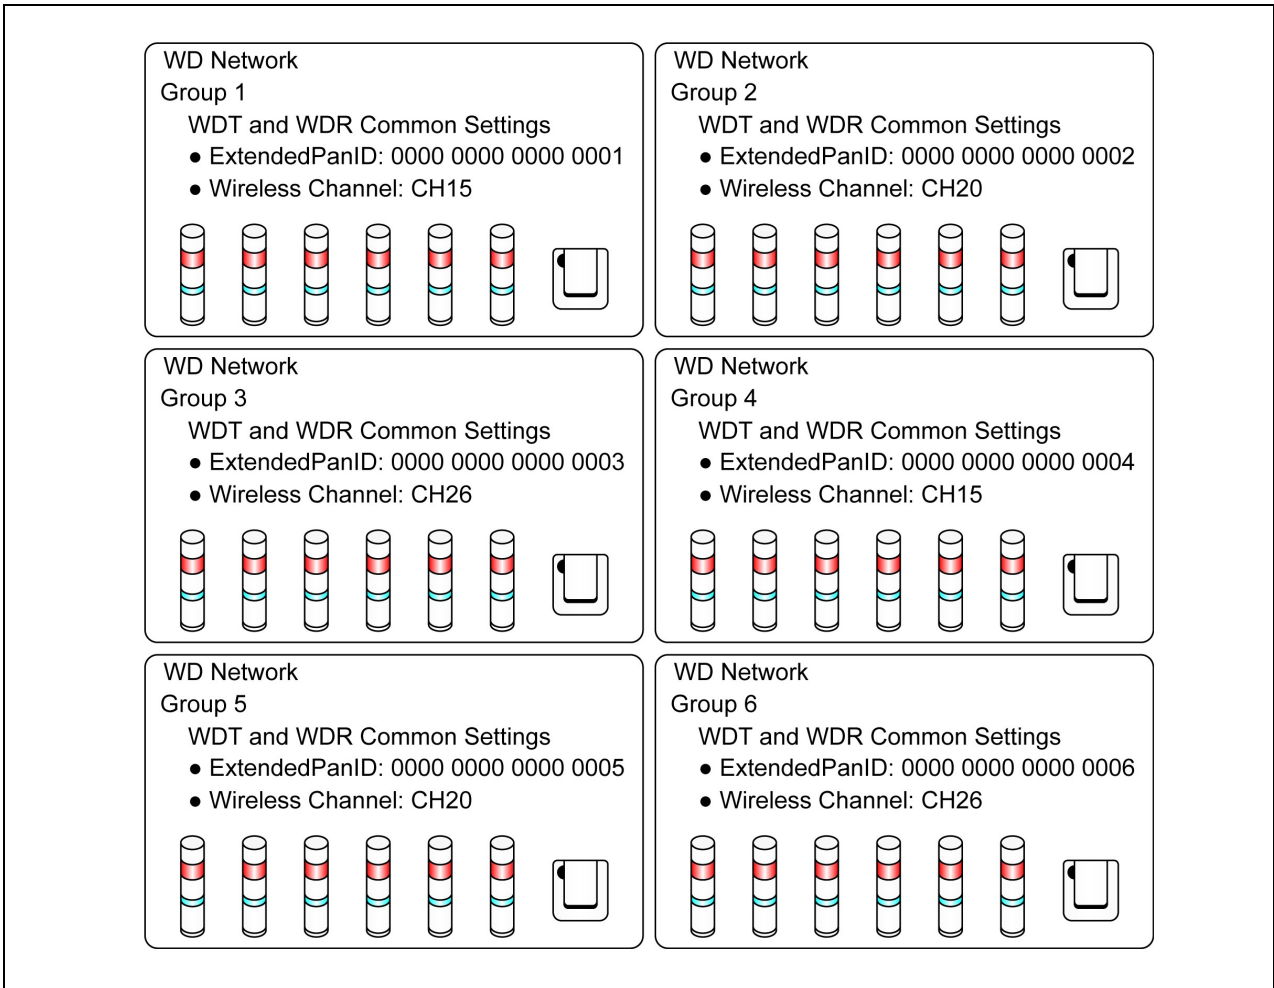 WD Network
Group 1
WDT and WDR Common Settings
● ExtendedPanID: 0000 0000 0000 0001
● Wireless Channel: CH15
WD Network
Group 2
WDT and WDR Common Settings
● ExtendedPanID: 0000 0000 0000 0002
● Wireless Channel: CH20
WD Network
Group 3
WDT and WDR Common Settings
● ExtendedPanID: 0000 0000 0000 0003
● Wireless Channel: CH26
WD Network
Group 4
WDT and WDR Common Settings
● ExtendedPanID: 0000 0000 0000 0004
● Wireless Channel: CH15
WD Network
Group 5
WDT and WDR Common Settings
● ExtendedPanID: 0000 0000 0000 0005
● Wireless Channel: CH20
WD Network
Group 6
WDT and WDR Common Settings
● ExtendedPanID: 0000 0000 0000 0006
● Wireless Channel: CH26